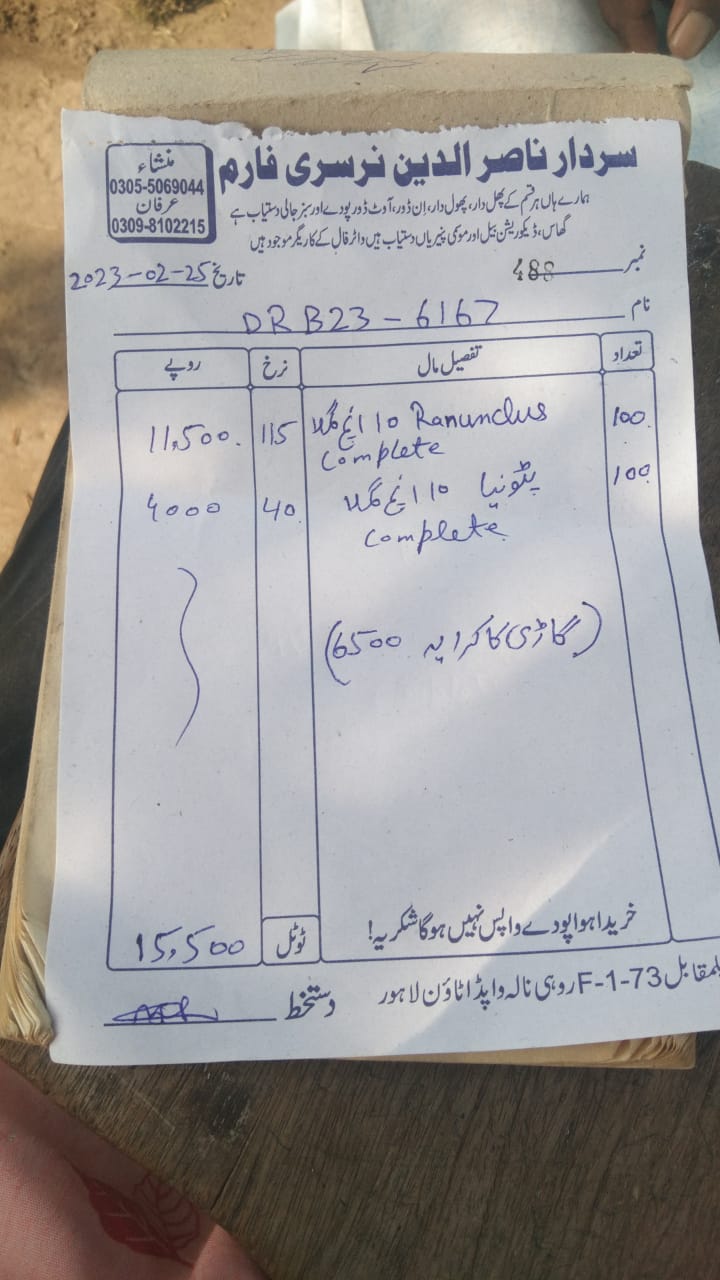 سردار ناصر الدین نرسری فارم
منشاء
0305-5069044
عرفان
0309-8102215
ہمارے ہاں ہر قسم کے پھل دار، پھول دار، اِن ڈور، آوٹ ڈور پودے اور سبز جالی دستیاب ہے
گھاس، ڈیکوریشن بیل اور موسمی پنیریاں دستیاب ہیں واٹر فال کے کاریگر موجود ہیں
نمبر 488
تاریخ 2023-02-25
نام DRB23-6167
تعداد تفصیل مال نرخ روپے
100 Ranunclus 10 انچ گملا 115 11,500
Complete
100 پٹونیا 10 انچ گملا 40 4000
Complete
(گاڑی کا کرایہ 6500)
خریدا ہوا پودے واپس نہیں ہوگا شکریہ!
ٹوٹل 15,500
بلمقابل F-1-73 روہی نالہ واپڈا ٹاؤن لاہور
دستخط